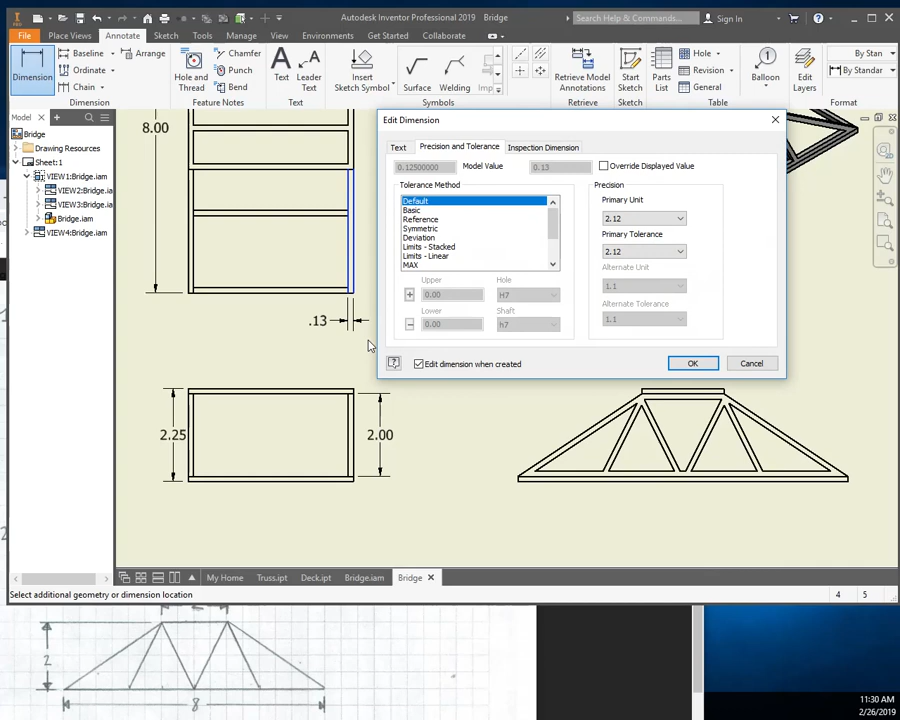 Autodesk Inventor Professional 2019 Bridge
Search Help & Commands...
Sign In
File Place Views Annotate Sketch Tools Manage View Environments Get Started Collaborate
Dimension
Baseline
Ordinate
Chain
Arrange
Dimension
Hole and Thread
Chamfer
Punch
Bend
Feature Notes
Text
Leader Text
Text
Insert Sketch Symbol
Surface
Welding
Imp
Symbols
Retrieve Model Annotations
Retrieve
Start Sketch
Sketch
Parts List
Hole
Revision
General
Table
Balloon
Edit Layers
By Stan
By Standar
Format
Model
Bridge
Drawing Resources
Sheet:1
VIEW1:Bridge.iam
VIEW2:Bridge.ia
VIEW3:Bridge.ia
Bridge.iam
VIEW4:Bridge.iam
8.00
.13
2.25
2.00
Edit Dimension
Text Precision and Tolerance Inspection Dimension
0.12500000 Model Value 0.13 Override Displayed Value
Tolerance Method
Default
Basic
Reference
Symmetric
Deviation
Limits - Stacked
Limits - Linear
MAX
Upper
0.00
Hole
H7
Lower
0.00
Shaft
h7
Precision
Primary Unit
2.12
Primary Tolerance
2.12
Alternate Unit
1.1
Alternate Tolerance
1.1
Edit dimension when created
OK
Cancel
My Home Truss.ipt Deck.ipt Bridge.iam Bridge
Select additional geometry or dimension location
4 5
2
8
11:30 AM
2/26/2019